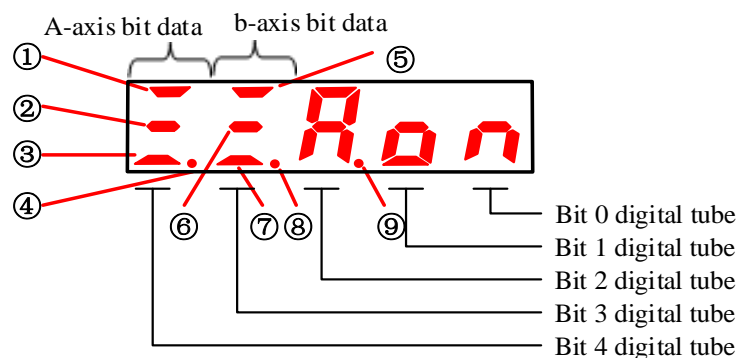 A-axis bit data b-axis bit data
① ⑤
②
③
④ ⑥ ⑦ ⑧ ⑨
Aon
Bit 0 digital tube
Bit 1 digital tube
Bit 2 digital tube
Bit 3 digital tube
Bit 4 digital tube